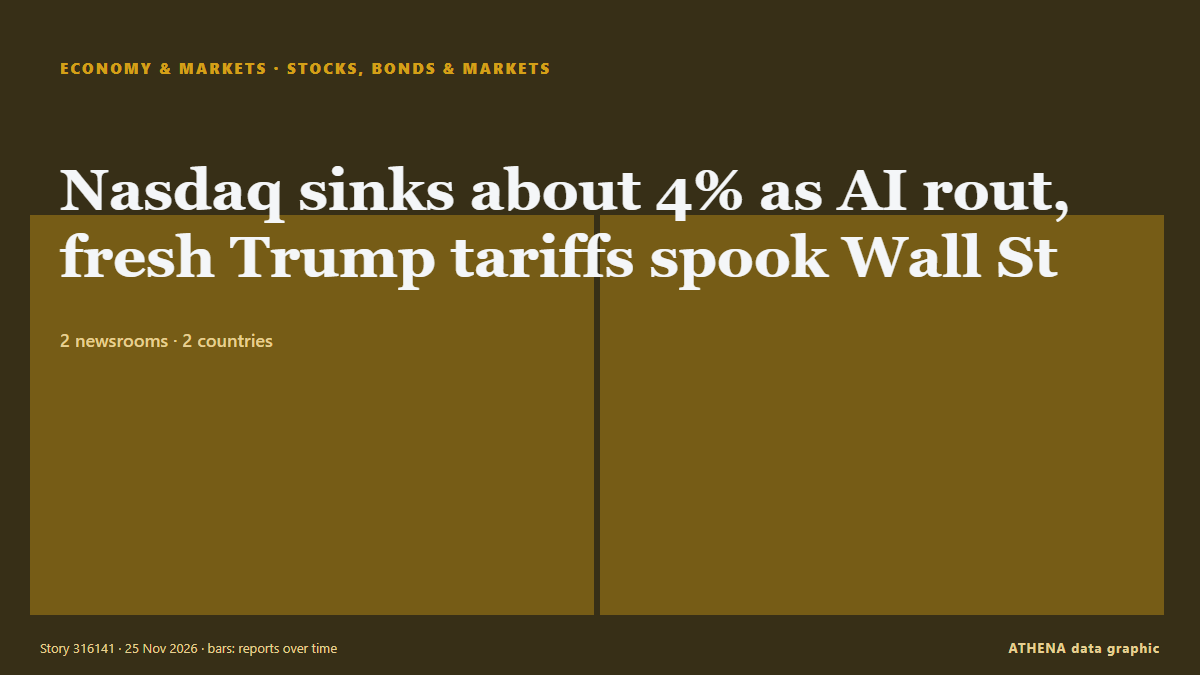 ECONOMY & MARKETS · STOCKS, BONDS & MARKETS
Nasdaq sinks about 4% as AI rout,
fresh Trump tariffs spook Wall St
2 newsrooms · 2 countries
Story 316141 · 25 Nov 2026 · bars: reports over time
ATHENA data graphic